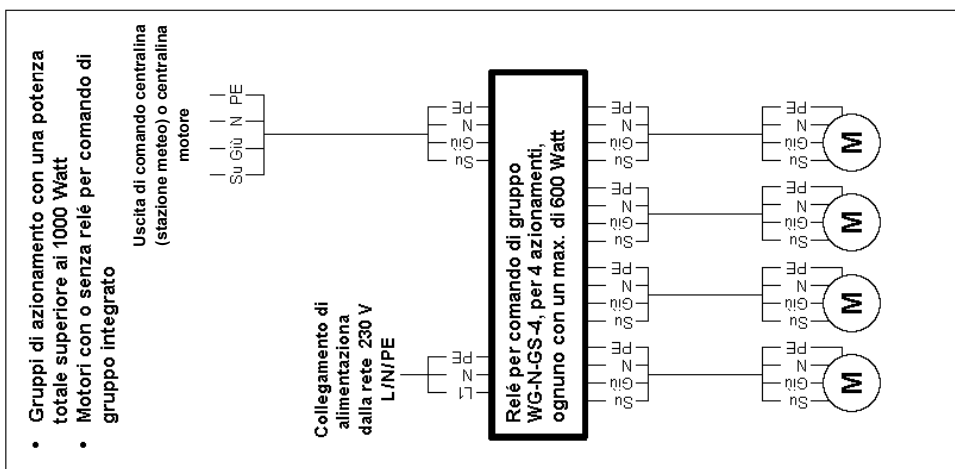 • Gruppi di azionamento con una potenza
totale superiore ai 1000 Watt
• Motori con o senza relé per comando di
gruppo integrato
Uscita di comando centralina
(stazione meteo) o centralina
motore
Su Giù N PE
Collegamento di
alimentaziona
dalla rete 230 V
L/N/PE
L1 N PE
Su Giù N PE
Relé per comando di gruppo
WG-N-GS-4, per 4 azionamenti,
ognuno con un max. di 600 Watt
Su Giù N PE
Su Giù N PE
Su Giù N PE
Su Giù N PE
Su Giù N PE
M
Su Giù N PE
M
Su Giù N PE
M
Su Giù N PE
M